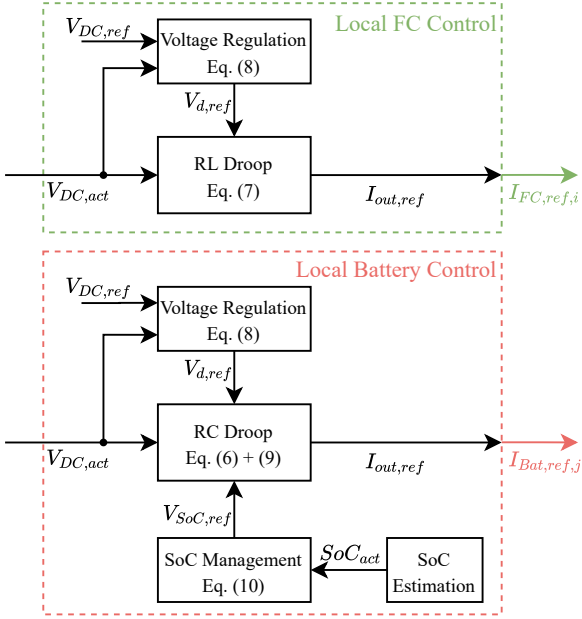 Local FC Control
V_{DC,ref}
Voltage Regulation
Eq. (8)
V_{d,ref}
RL Droop
Eq. (7)
V_{DC,act}
I_{out,ref}
I_{FC,ref,i}
Local Battery Control
V_{DC,ref}
Voltage Regulation
Eq. (8)
V_{d,ref}
RC Droop
Eq. (6) + (9)
V_{DC,act}
I_{out,ref}
I_{Bat,ref,j}
V_{SoC,ref}
SoC Management
Eq. (10)
SoC_{act}
SoC
Estimation